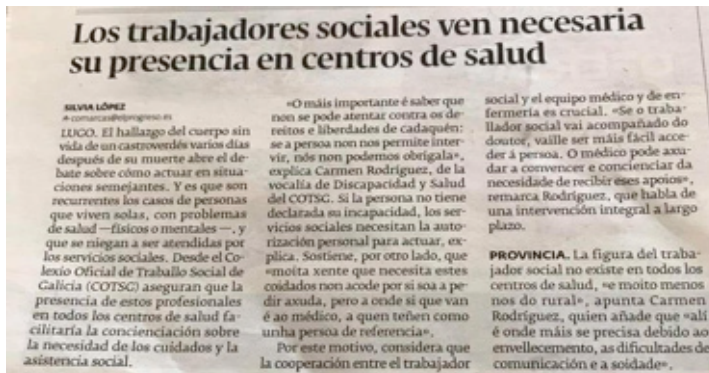 Los trabajadores sociales ven necesaria
su presencia en centros de salud
SILVIA LÓPEZ
comarcas@elprogreso.es
LUGO. El hallazgo del cuerpo sin
vida de un castroverdés varios días
después de su muerte abre el de-
bate sobre cómo actuar en situa-
ciones semejantes. Y es que son
recurrentes los casos de personas
que viven solas, con problemas
de salud —físicos o mentales—, y
que se niegan a ser atendidas por
los servicios sociales. Desde el Co-
lexio Oficial de Traballo Social de
Galicia (COTSG) aseguran que la
presencia de estos profesionales
en todos los centros de salud fa-
cilitaría la concienciación sobre
la necesidad de los cuidados y la
asistencia social.
«O máis importante é saber que
non se pode atentar contra os de-
reitos e liberdades de cadaquén:
se a persoa non nos permite inter-
vir, nós non podemos obrigala»,
explica Carmen Rodríguez, de la
vocalía de Discapacidad y Salud
del COTSG. Si la persona no tiene
declarada su incapacidad, los ser-
vicios sociales necesitan la auto-
rización personal para actuar, ex-
plica. Sostiene, por otro lado, que
«moita xente que necesita estes
coidados non acode por si soa a pe-
dir axuda, pero a onde si que van
é ao médico, a quen teñen como
unha persoa de referencia».
Por este motivo, considera que
la cooperación entre el trabajador
social y el equipo médico y de en-
fermería es crucial. «Se o traba-
llador social vai acompañado do
doutor, vaille ser máis fácil acce-
der á persoa. O médico pode axu-
dar a convencer e concienciar da
necesidade de recibir eses apoios»,
remarca Rodríguez, que habla de
una intervención integral a largo
plazo.
PROVINCIA. La figura del traba-
jador social no existe en todos los
centros de salud, «e moito menos
nos do rural», apunta Carmen
Rodríguez, quien añade que «alí
é onde máis se precisa debido ao
envellecemento, as dificultades de
comunicación e a soidade».